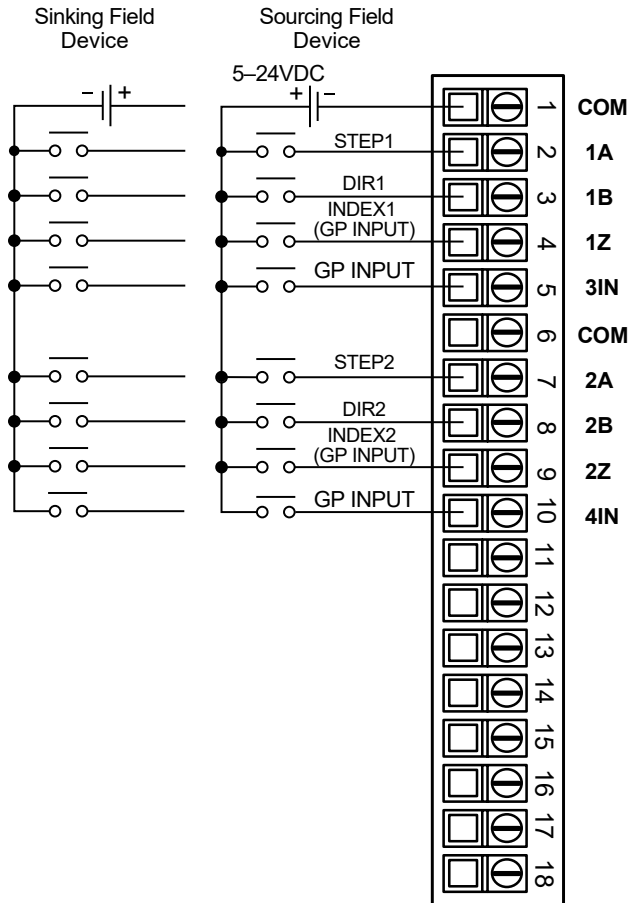 Sinking Field
Device
Sourcing Field
Device
5–24VDC
– +
+ –
1 COM
STEP1 2 1A
DIR1 3 1B
INDEX1
(GP INPUT) 4 1Z
GP INPUT 5 3IN
6 COM
STEP2 7 2A
DIR2 8 2B
INDEX2
(GP INPUT) 9 2Z
GP INPUT 10 4IN
11
12
13
14
15
16
17
18